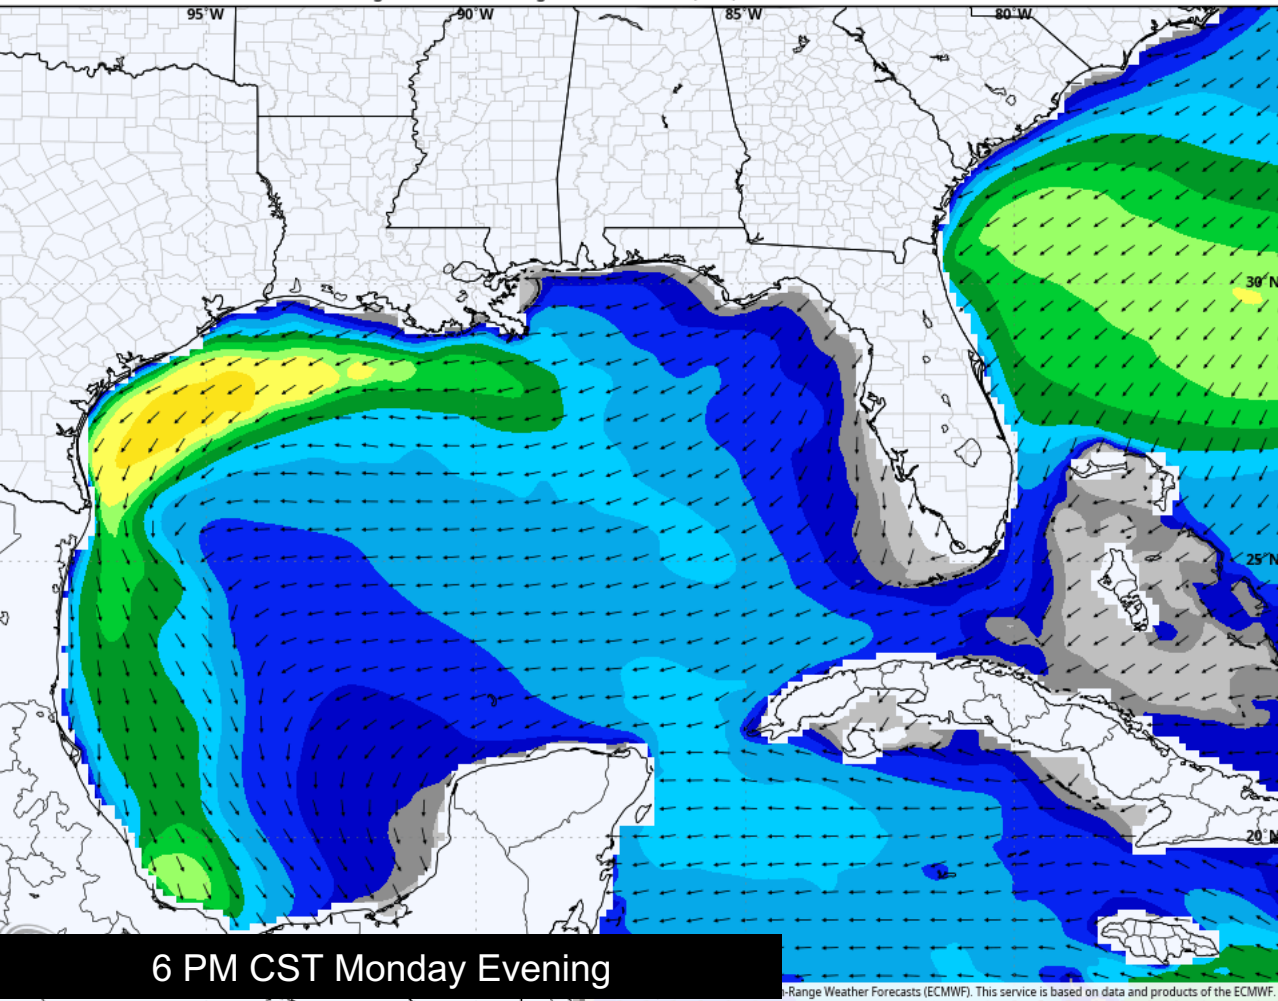 95°W 90°W 85°W 80°W
30°N
25°N
20°N
6 PM CST Monday Evening
-Range Weather Forecasts (ECMWF). This service is based on data and products of the ECMWF.